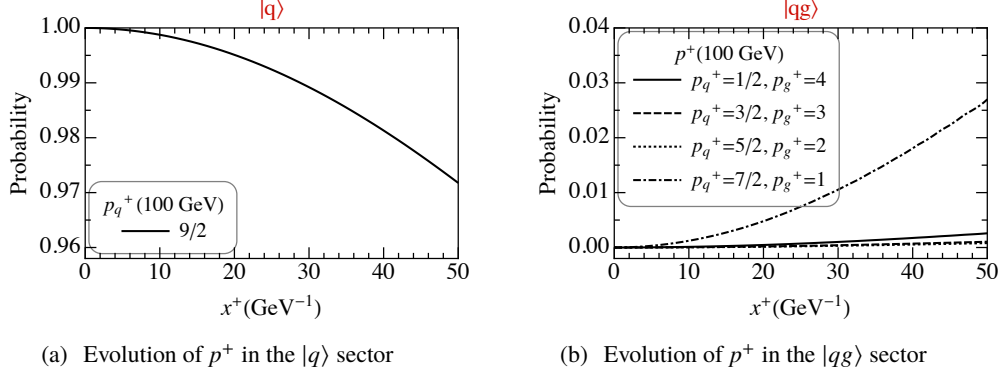 |q⟩
1.00
0.99
0.98
0.97
0.96
Probability
p_q^+ (100 GeV)
9/2
0 10 20 30 40 50
x^+(GeV^−1)
(a) Evolution of p^+ in the |q⟩ sector
|qg⟩
0.04
0.03
0.02
0.01
0.00
Probability
p^+(100 GeV)
p_q^+=1/2, p_g^+=4
p_q^+=3/2, p_g^+=3
p_q^+=5/2, p_g^+=2
p_q^+=7/2, p_g^+=1
0 10 20 30 40 50
x^+(GeV^−1)
(b) Evolution of p^+ in the |qg⟩ sector